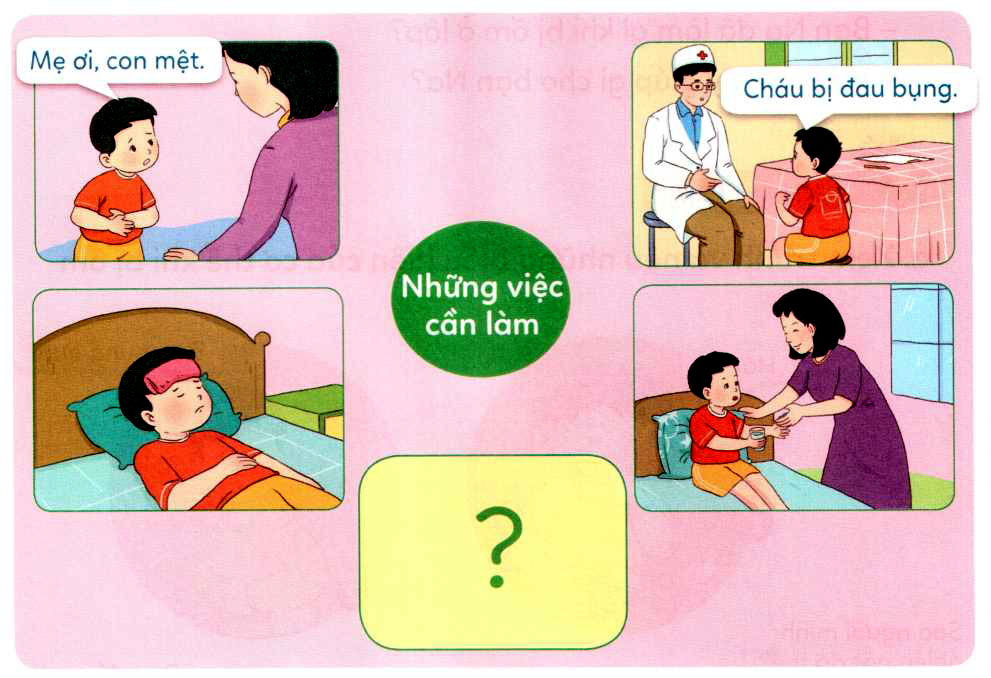 Mẹ ơi, con mệt.
Cháu bị đau bụng.
Những việc
cần làm
?